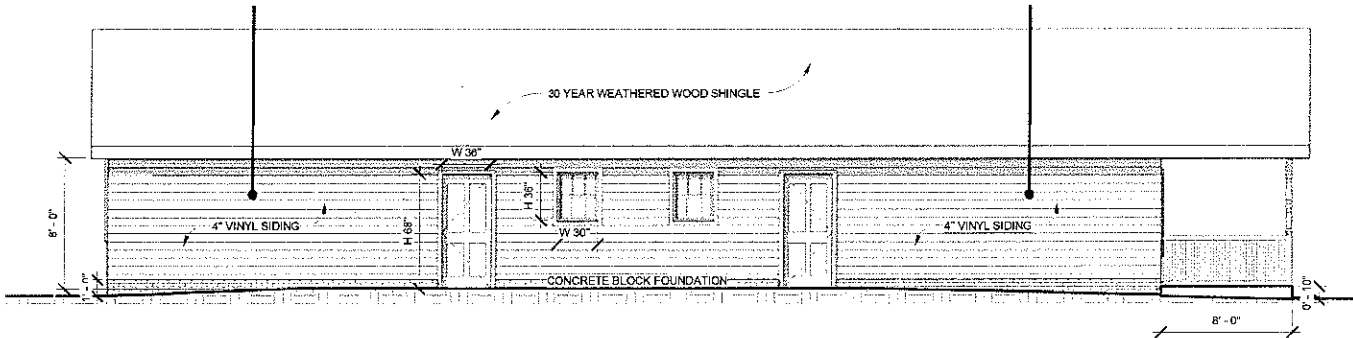 30 YEAR WEATHERED WOOD SHINGLE
W 36"
H 36"
8' - 0"
H 68"
4" VINYL SIDING
4" VINYL SIDING
W 30"
CONCRETE BLOCK FOUNDATION
1' - 0"
0' - 10"
8' - 0"